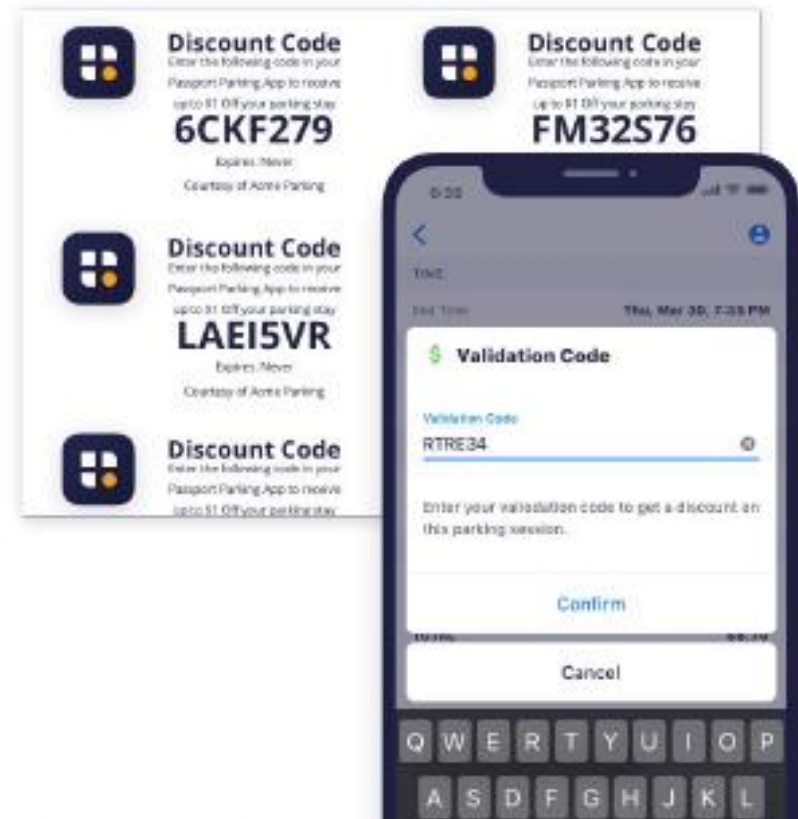 Discount Code
Enter the following code in your
Passport Parking App to receive
up to $1 Off your parking stay
6CKF279
Expires: Never
Courtesy of Acme Parking
Discount Code
Enter the following code in your
Passport Parking App to receive
up to $1 Off your parking stay
FM32S76
Discount Code
Enter the following code in your
Passport Parking App to receive
up to $1 Off your parking stay
LAEI5VR
Expires: Never
Courtesy of Acme Parking
Discount Code
Enter the following code in your
Passport Parking App to receive
up to $1 Off your parking stay
TIME
End Time Thu, Mar 30, 7:35 PM
$ Validation Code
Validation Code
RTRE34
Enter your valiedation code to get a discount on
this parking session.
Confirm
TOTAL
Cancel
Q W E R T Y U I O P
A S D F G H J K L